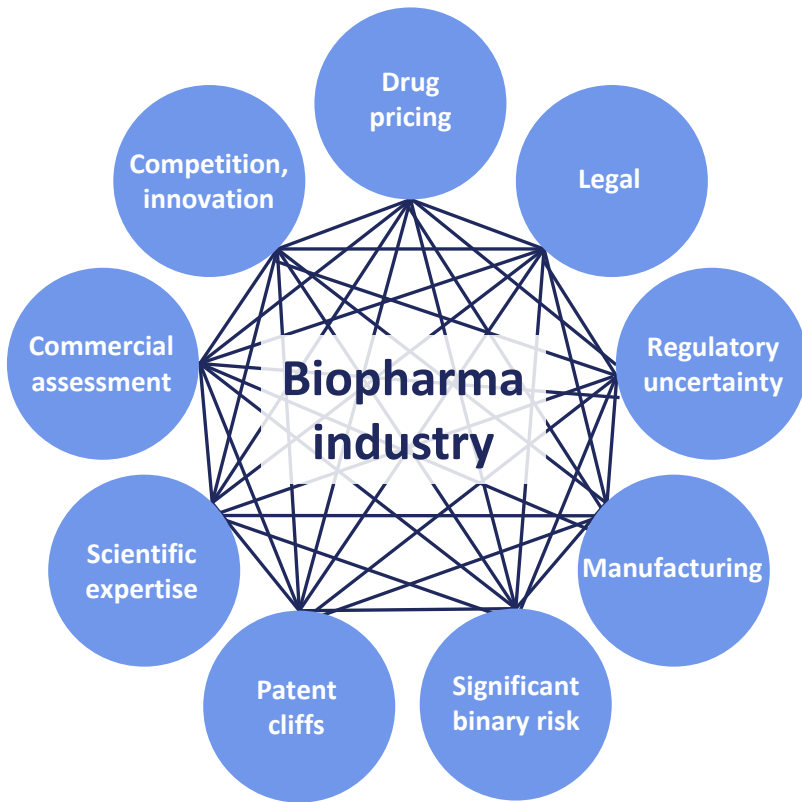 Drug
pricing
Legal
Regulatory
uncertainty
Manufacturing
Significant
binary risk
Patent
cliffs
Scientific
expertise
Commercial
assessment
Competition,
innovation
Biopharma
industry